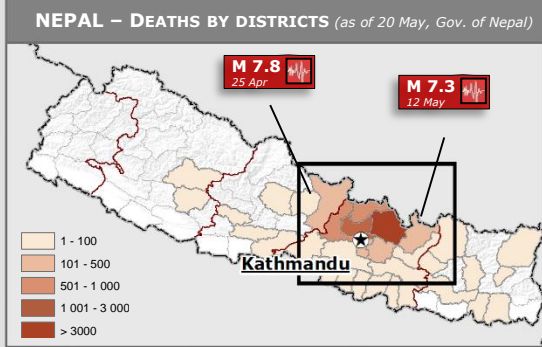 NEPAL – DEATHS BY DISTRICTS (as of 20 May, Gov. of Nepal)
M 7.8
25 Apr
M 7.3
12 May
Kathmandu
1 - 100
101 - 500
501 - 1 000
1 001 - 3 000
> 3000